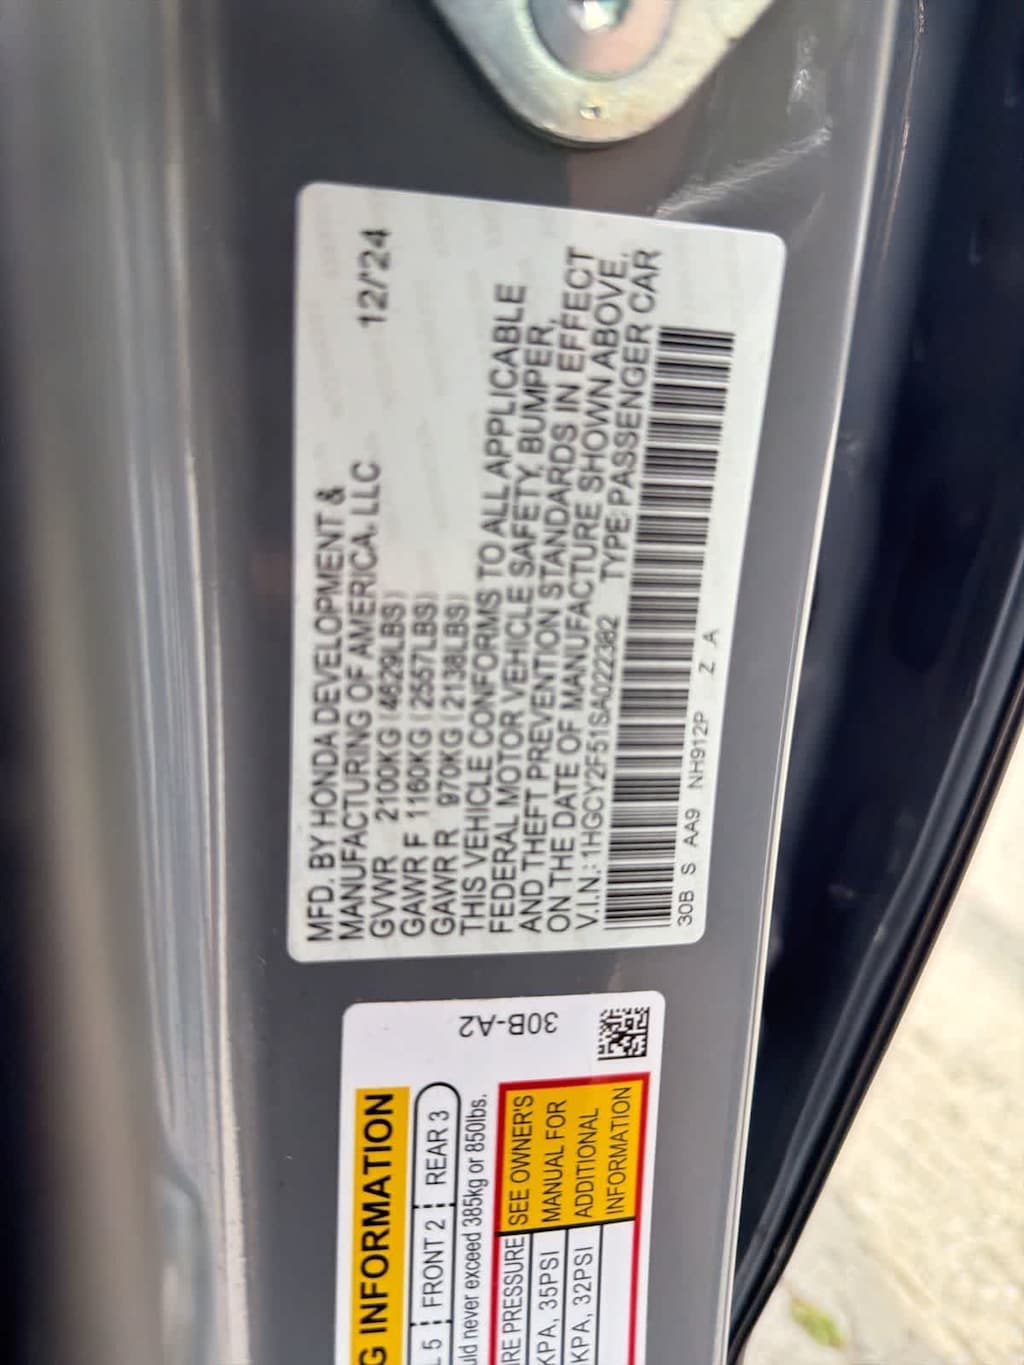 MFD. BY HONDA DEVELOPMENT &
MANUFACTURING OF AMERICA, LLC 12/'24
GVWR 2100KG (4629LBS)
GAWR F 1160KG (2557LBS)
GAWR R 970KG (2138LBS)
THIS VEHICLE CONFORMS TO ALL APPLICABLE
FEDERAL MOTOR VEHICLE SAFETY, BUMPER,
AND THEFT PREVENTION STANDARDS IN EFFECT
ON THE DATE OF MANUFACTURE SHOWN ABOVE.
V.I.N.: 1HGCY2F51SA022382 TYPE: PASSENGER CAR
30B S AA9 NH912P Z A
30B-A2
INFORMATION
5 FRONT 2 REAR 3
never exceed 385kg or 850lbs.
PRESSURE
KPA, 35PSI
KPA, 32PSI
SEE OWNER'S
MANUAL FOR
ADDITIONAL
INFORMATION